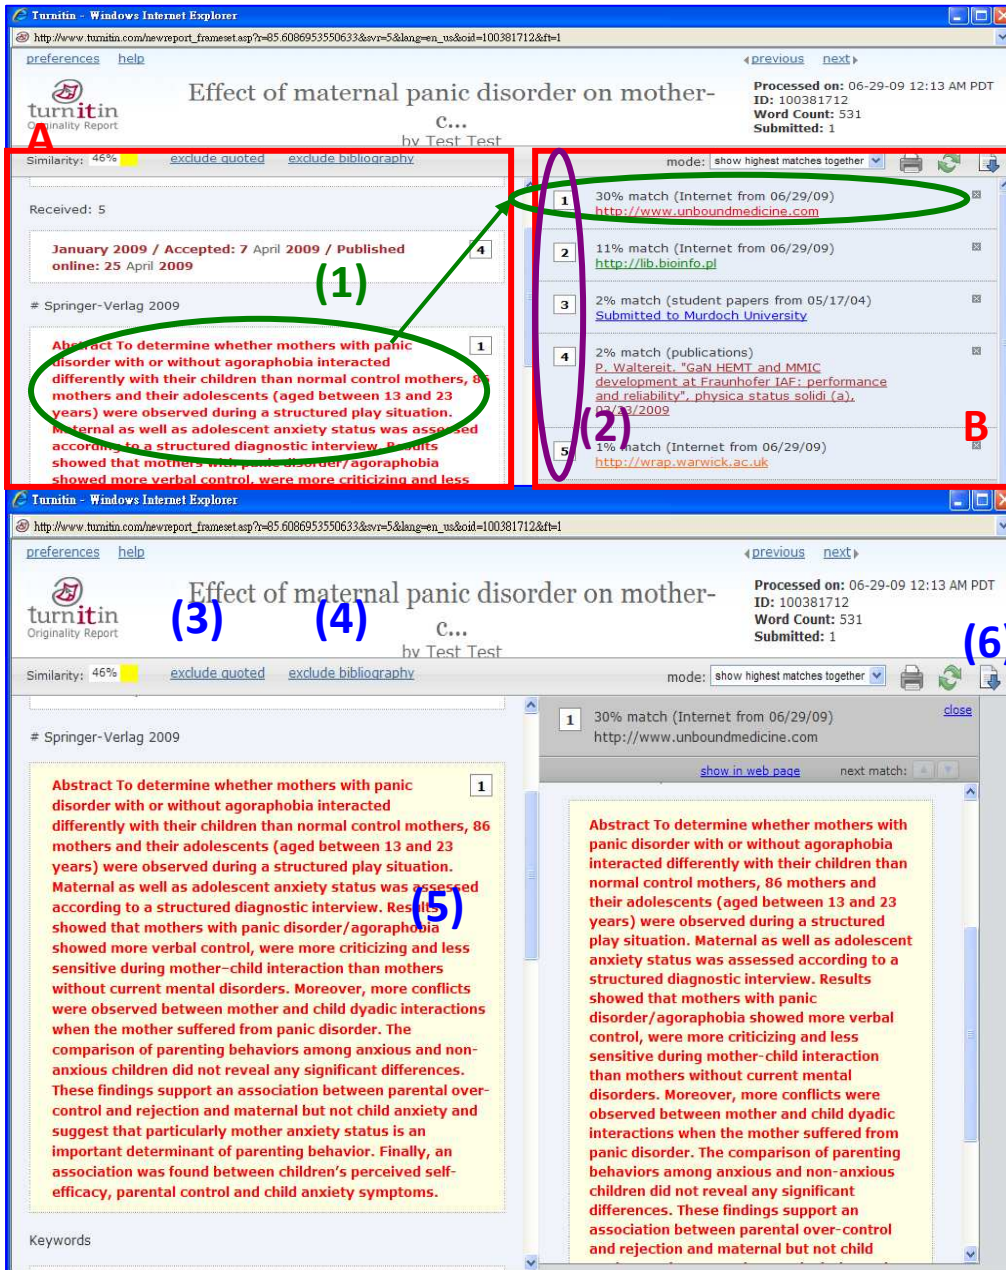 Turnitin - Windows Internet Explorer
http://www.turnitin.com/newreport_frameset.asp?r=85.6086953550633&svr=5&lang=en_us&oid=100381712&ft=1
preferences help
previous next
turnitin
Originality Report
A
Effect of maternal panic disorder on mother-
c...
by Test Test
Processed on: 06-29-09 12:13 AM PDT
ID: 100381712
Word Count: 531
Submitted: 1
Similarity: 46% exclude quoted exclude bibliography
mode: show highest matches together
Received: 5
January 2009 / Accepted: 7 April 2009 / Published 4
online: 25 April 2009
(1)
# Springer-Verlag 2009
Abstract To determine whether mothers with panic 1
disorder with or without agoraphobia interacted
differently with their children than normal control mothers, 86
mothers and their adolescents (aged between 13 and 23
years) were observed during a structured play situation.
Maternal as well as adolescent anxiety status was assessed
according to a structured diagnostic interview. Results
showed that mothers with panic disorder/agoraphobia
showed more verbal control, were more criticizing and less
1 30% match (Internet from 06/29/09)
http://www.unboundmedicine.com
2 11% match (Internet from 06/29/09)
http://lib.bioinfo.pl
3 2% match (student papers from 05/17/04)
Submitted to Murdoch University
4 2% match (publications)
P. Waltereit. "GaN HEMT and MMIC
development at Fraunhofer IAF: performance
and reliability", physica status solidi (a),
03/23/2009
(2)
B
5 1% match (Internet from 06/29/09)
http://wrap.warwick.ac.uk
Turnitin - Windows Internet Explorer
http://www.turnitin.com/newreport_frameset.asp?r=85.6086953550633&svr=5&lang=en_us&oid=100381712&ft=1
preferences help
previous next
turnitin
Originality Report
Effect of maternal panic disorder on mother-
c...
by Test Test
(3)
(4)
Processed on: 06-29-09 12:13 AM PDT
ID: 100381712
Word Count: 531
Submitted: 1
(6)
Similarity: 46% exclude quoted exclude bibliography
mode: show highest matches together
# Springer-Verlag 2009
Abstract To determine whether mothers with panic 1
disorder with or without agoraphobia interacted
differently with their children than normal control mothers, 86
mothers and their adolescents (aged between 13 and 23
years) were observed during a structured play situation.
Maternal as well as adolescent anxiety status was assessed
according to a structured diagnostic interview. Results
showed that mothers with panic disorder/agoraphobia
showed more verbal control, were more criticizing and less
sensitive during mother–child interaction than mothers
without current mental disorders. Moreover, more conflicts
were observed between mother and child dyadic interactions
when the mother suffered from panic disorder. The
comparison of parenting behaviors among anxious and non-
anxious children did not reveal any significant differences.
These findings support an association between parental over-
control and rejection and maternal but not child anxiety and
suggest that particularly mother anxiety status is an
important determinant of parenting behavior. Finally, an
association was found between children's perceived self-
efficacy, parental control and child anxiety symptoms.
(5)
Keywords
1 30% match (Internet from 06/29/09)
http://www.unboundmedicine.com
close
show in web page next match:
Abstract To determine whether mothers with
panic disorder with or without agoraphobia
interacted differently with their children than
normal control mothers, 86 mothers and
their adolescents (aged between 13 and 23
years) were observed during a structured
play situation. Maternal as well as adolescent
anxiety status was assessed according to a
structured diagnostic interview. Results
showed that mothers with panic
disorder/agoraphobia showed more verbal
control, were more criticizing and less
sensitive during mother-child interaction
than mothers without current mental
disorders. Moreover, more conflicts were
observed between mother and child dyadic
interactions when the mother suffered from
panic disorder. The comparison of parenting
behaviors among anxious and non-anxious
children did not reveal any significant
differences. These findings support an
association between parental over-control
and rejection and maternal but not child